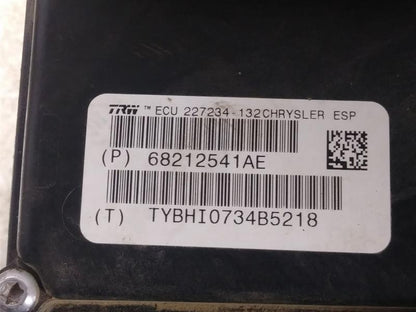 TRW ™ ECU 227234-132CHRYSLER ESP
(P) 68212541AE
(T) TYBHI0734B5218